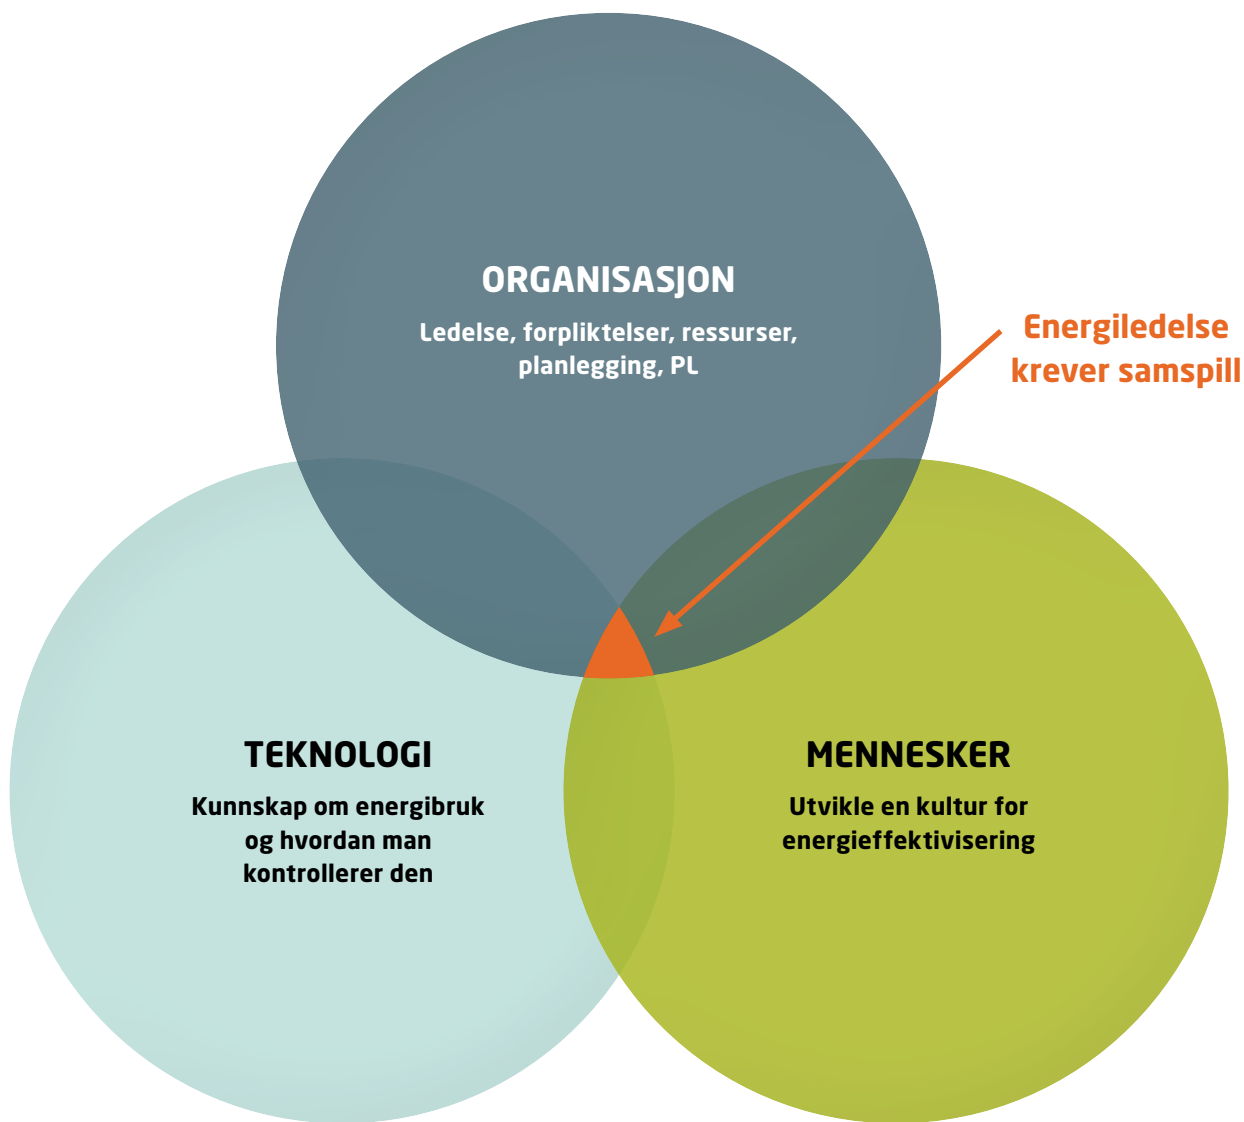 ORGANISASJON
Ledelse, forpliktelser, ressurser,
planlegging, PL
Energiledelse
krever samspill
TEKNOLOGI
Kunnskap om energibruk
og hvordan man
kontrollerer den
MENNESKER
Utvikle en kultur for
energieffektivisering